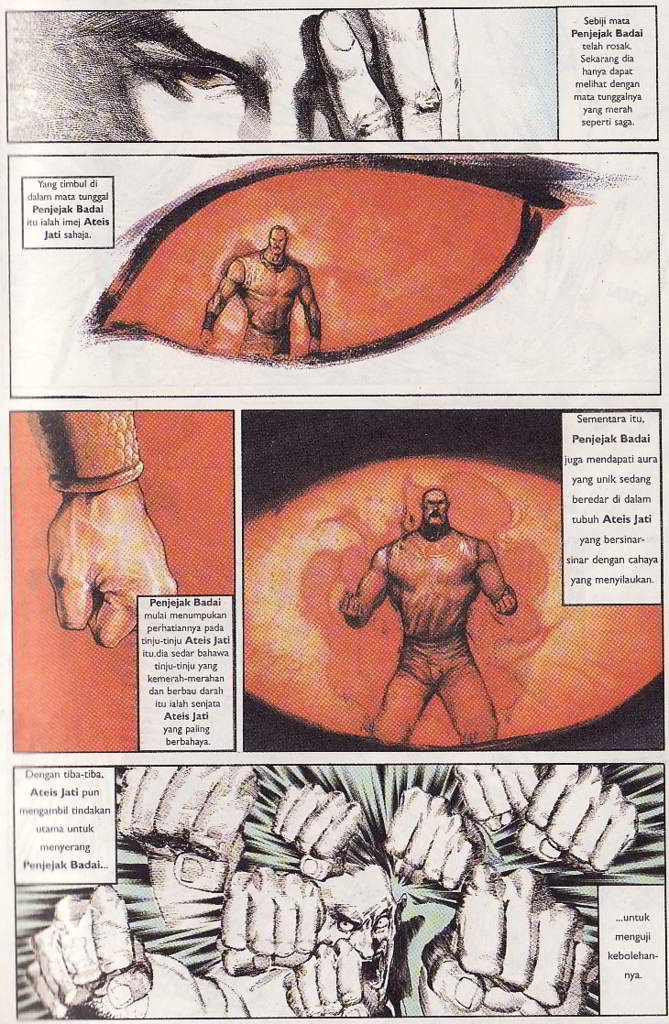 Sebiji mata
Penjejak Badai
telah rosak.
Sekarang dia
hanya dapat
melihat dengan
mata tunggalnya
yang merah
seperti saga.
Yang timbul di
dalam mata tunggal
Penjejak Badai
itu ialah imej Ateis
Jati sahaja.
Penjejak Badai
mulai menumpukan
perhatiannya pada
tinju-tinju Ateis Jati
itu.dia sedar bahawa
tinju-tinju yang
kemerah-merahan
dan berbau darah
itu ialah senjata
Ateis Jati
yang paling
berbahaya.
Sementara itu,
Penjejak Badai
juga mendapati aura
yang unik sedang
beredar di dalam
tubuh Ateis Jati
yang bersinar-
sinar dengan cahaya
yang menyilaukan.
Dengan tiba-tiba,
Ateis Jati pun
mengambil tindakan
utama untuk
menyerang
Penjejak Badai...
...untuk
menguji
kebolehan-
nya.